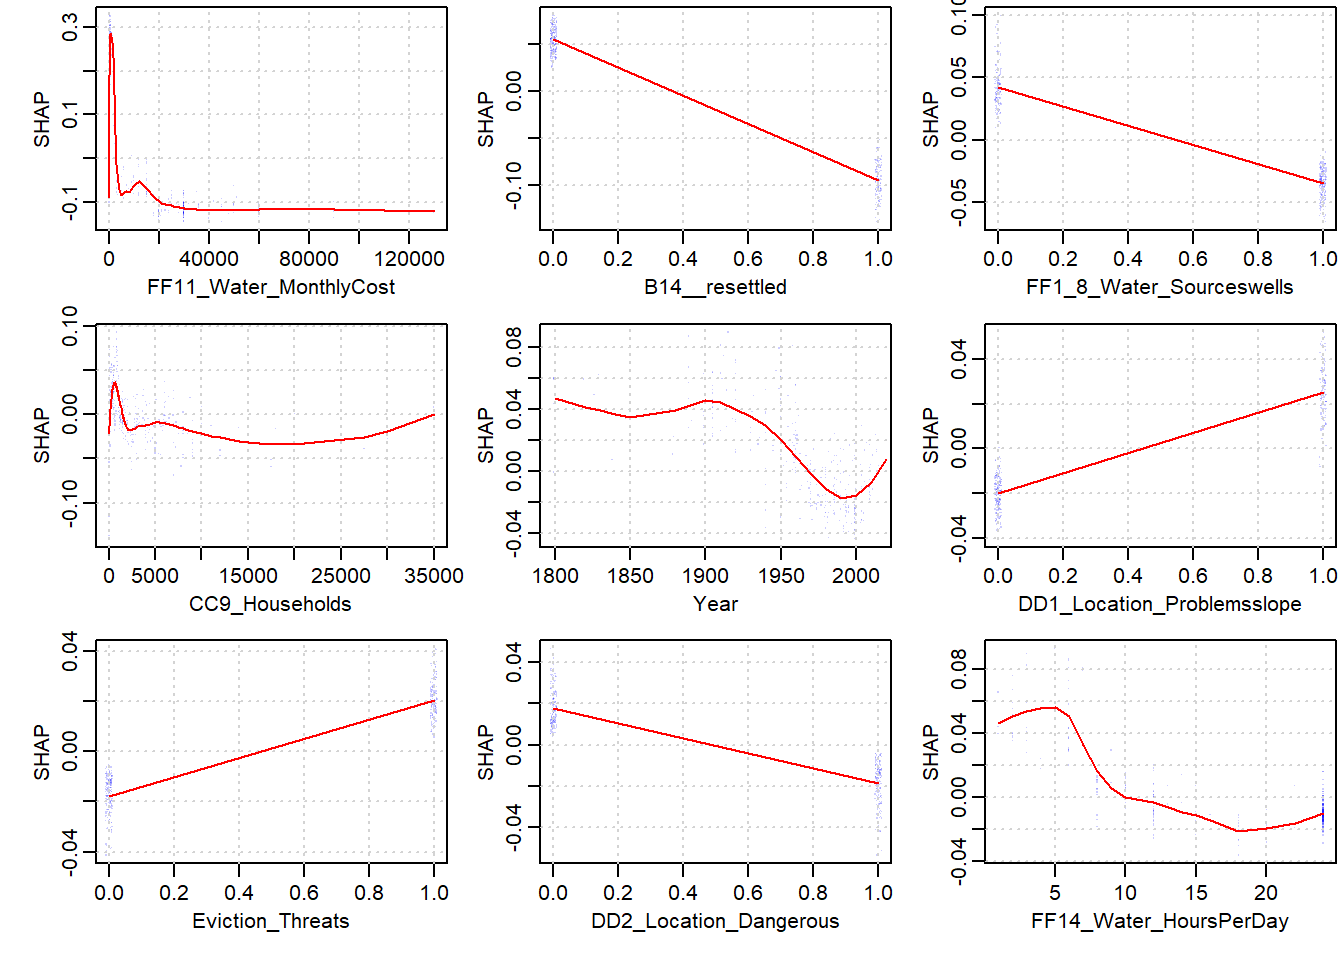 SHAP
-0.1 0.1 0.3
0 40000 80000 120000
FF11_Water_MonthlyCost
SHAP
-0.10 0.00
0.0 0.2 0.4 0.6 0.8 1.0
B14__resettled
SHAP
-0.05 0.00 0.05 0.10
0.0 0.2 0.4 0.6 0.8 1.0
FF1_8_Water_Sourceswells
SHAP
-0.10 0.00 0.10
0 5000 15000 25000 35000
CC9_Households
SHAP
-0.04 0.00 0.04 0.08
1800 1850 1900 1950 2000
Year
SHAP
-0.04 0.00 0.04
0.0 0.2 0.4 0.6 0.8 1.0
DD1_Location_Problemsslope
SHAP
-0.04 0.00 0.04
0.0 0.2 0.4 0.6 0.8 1.0
Eviction_Threats
SHAP
-0.04 0.00 0.04
0.0 0.2 0.4 0.6 0.8 1.0
DD2_Location_Dangerous
SHAP
-0.04 0.00 0.04 0.08
5 10 15 20
FF14_Water_HoursPerDay